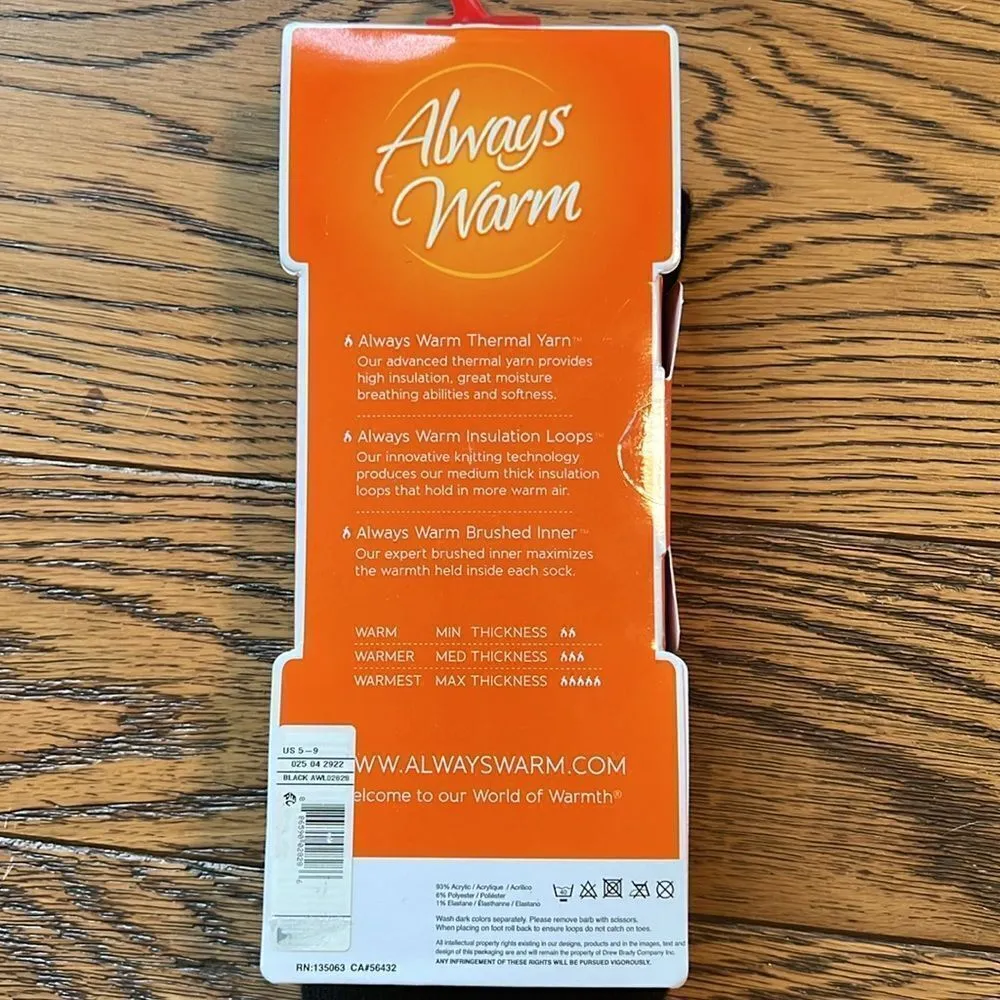 Always
Warm
Always Warm Thermal Yarn™
Our advanced thermal yarn provides
high insulation, great moisture
breathing abilities and softness.
Always Warm Insulation Loops™
Our innovative knitting technology
produces our medium thick insulation
loops that hold in more warm air.
Always Warm Brushed Inner™
Our expert brushed inner maximizes
the warmth held inside each sock.
WARM MIN THICKNESS
WARMER MED THICKNESS
WARMEST MAX THICKNESS
US 5-9
025 04 2922
BLACK AWL02028
WW.ALWAYSWARM.COM
elcome to our World of Warmth®
93% Acrylic / Acrylique / Acrílico
6% Polyester / Poliéster
1% Elastane / Élasthanne / Elastano
40
Wash dark colors separately. Please remove barb with scissors.
When placing on foot roll back to ensure loops do not catch on toes.
All intellectual property rights existing in our designs, products and in the images, text and
design of this packaging are and will remain the property of Drew Brady Company Inc.
ANY INFRINGEMENT OF THESE RIGHTS WILL BE PURSUED VIGOROUSLY.
RN:135063 CA#56432